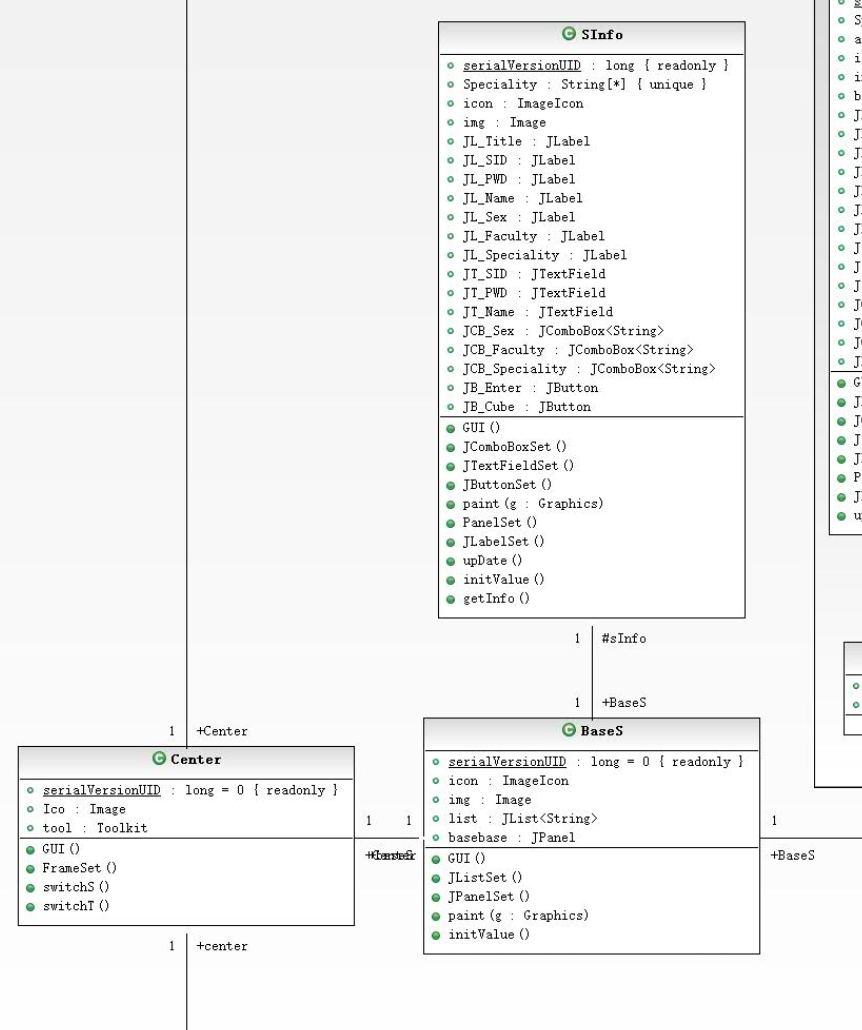 SInfo
serialVersionUID : long { readonly }
Speciality : String[*] { unique }
icon : ImageIcon
img : Image
JL_Title : JLabel
JL_SID : JLabel
JL_PWD : JLabel
JL_Name : JLabel
JL_Sex : JLabel
JL_Faculty : JLabel
JL_Speciality : JLabel
JT_SID : JTextField
JT_PWD : JTextField
JT_Name : JTextField
JCB_Sex : JComboBox<String>
JCB_Faculty : JComboBox<String>
JCB_Speciality : JComboBox<String>
JB_Enter : JButton
JB_Cube : JButton
GUI()
JComboBoxSet()
JTextFieldSet()
JButtonSet()
paint(g : Graphics)
PanelSet()
JLabelSet()
upDate()
initValue()
getInfo()
1 #sInfo
1 +BaseS
1 +Center
Center
serialVersionUID : long = 0 { readonly }
Ico : Image
tool : Toolkit
GUI()
FrameSet()
switchS()
switchT()
1 +center
1 1
BaseS
serialVersionUID : long = 0 { readonly }
icon : ImageIcon
img : Image
list : JList<String>
basebase : JPanel
GUI()
JListSet()
JPanelSet()
paint(g : Graphics)
initValue()
1
+BaseS